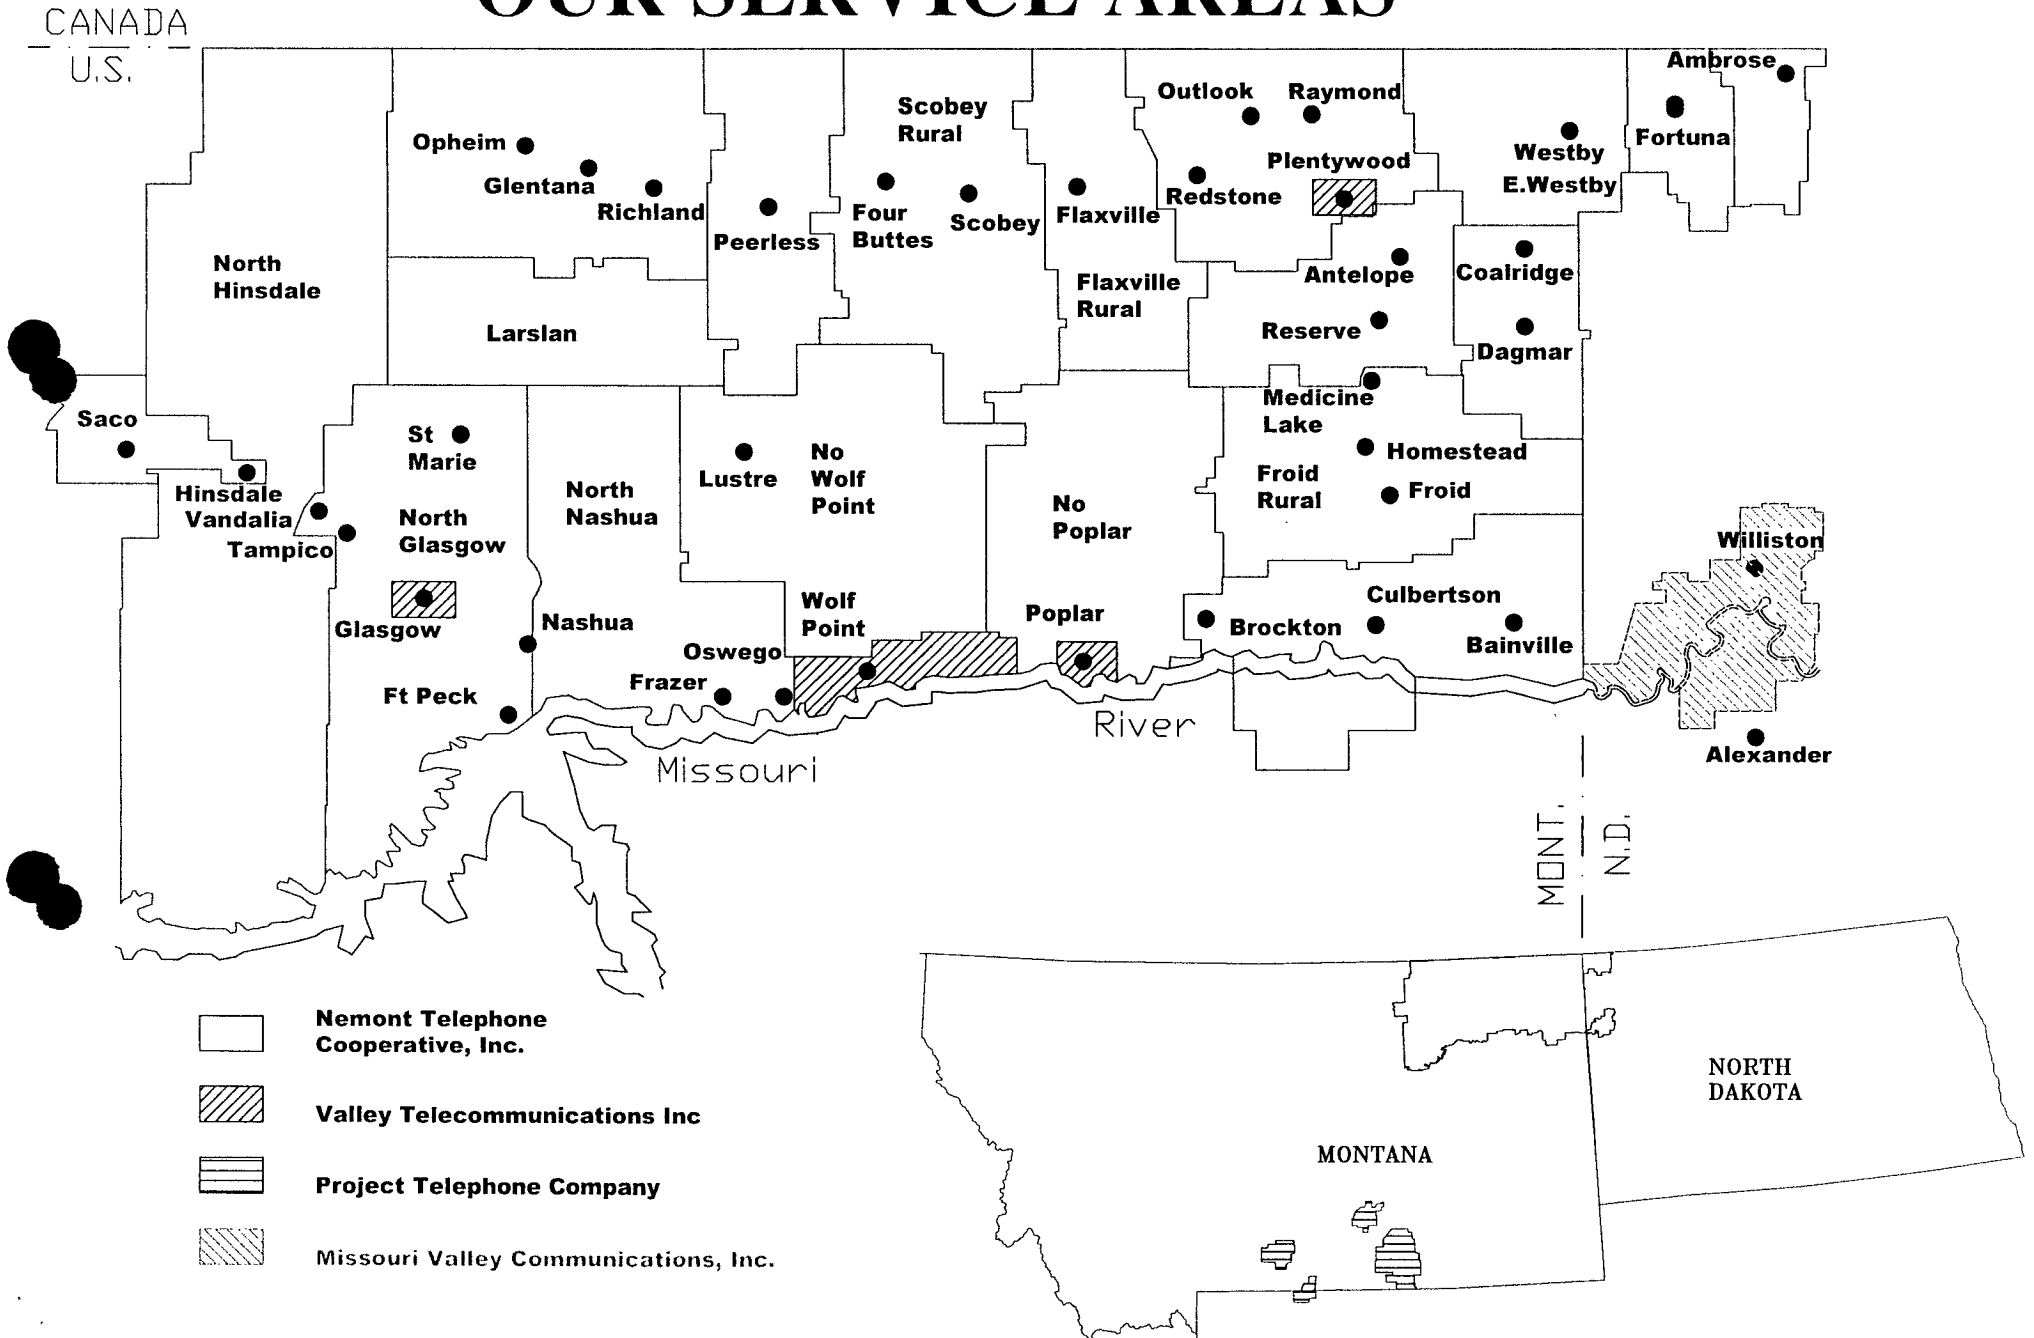 OUR SERVICE AREAS
CANADA
U.S.
Ambrose
Outlook
Raymond
Scobey
Rural
Fortuna
Opheim
Westby
Plentywood
E.Westby
Glentana
Redstone
Richland
Four
Buttes
Scobey
Flaxville
Peerless
North
Hinsdale
Antelope
Coalridge
Flaxville
Rural
Larslan
Reserve
Dagmar
Medicine
Lake
Saco
St
Marie
No
Wolf
Point
Homestead
Lustre
Froid
Rural
Froid
Hinsdale
North
Nashua
No
Poplar
Vandalia
North
Glasgow
Tampico
Williston
Wolf
Point
Culbertson
Poplar
Glasgow
Nashua
Brockton
Bainville
Oswego
Frazer
Ft Peck
River
Missouri
Alexander
MONT.
N.D.
Nemont Telephone
Cooperative, Inc.
Valley Telecommunications Inc
Project Telephone Company
Missouri Valley Communications, Inc.
NORTH
DAKOTA
MONTANA